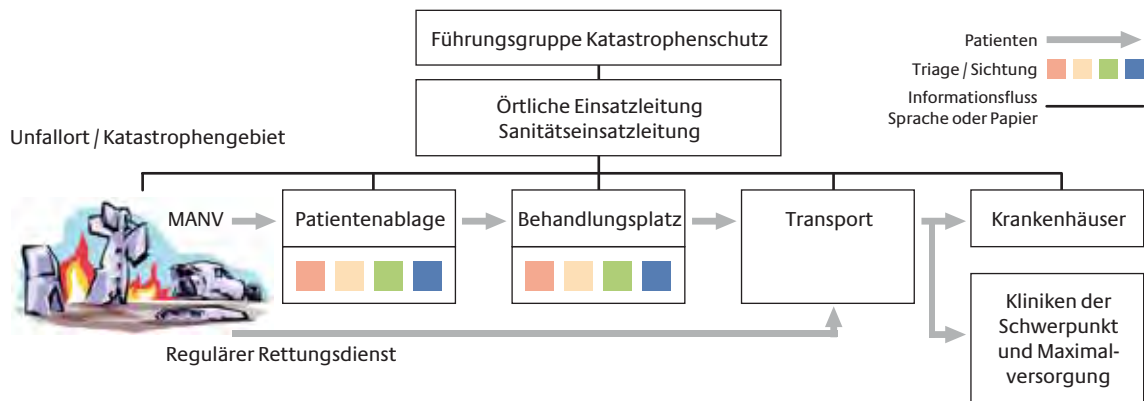 Führungsgruppe Katastrophenschutz
Patienten
Triage / Sichtung
Informationsfluss
Sprache oder Papier
Örtliche Einsatzleitung
Sanitätseinsatzleitung
Unfallort / Katastrophengebiet
MANV
Patientenablage
Behandlungsplatz
Transport
Krankenhäuser
Kliniken der
Schwerpunkt
und Maximal-
versorgung
Regulärer Rettungsdienst